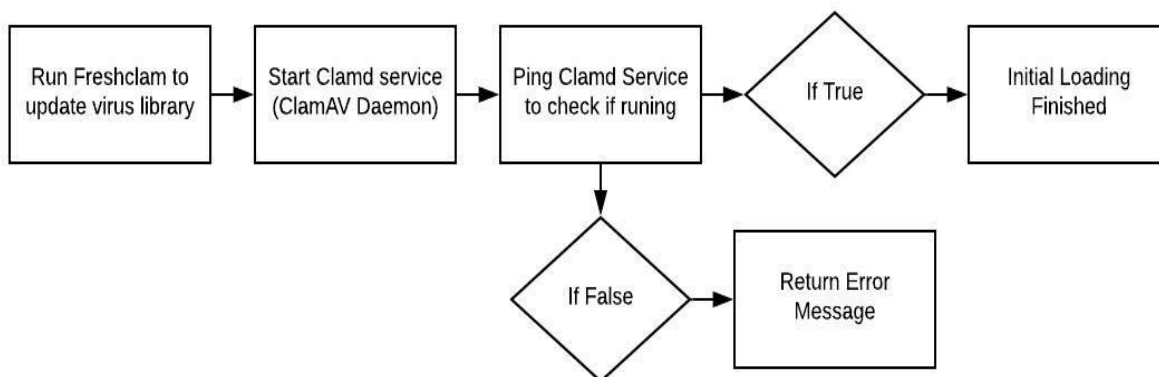 Run Freshclam to
update virus library
Start Clamd service
(ClamAV Daemon)
Ping Clamd Service
to check if runing
If True
Initial Loading
Finished
If False
Return Error
Message